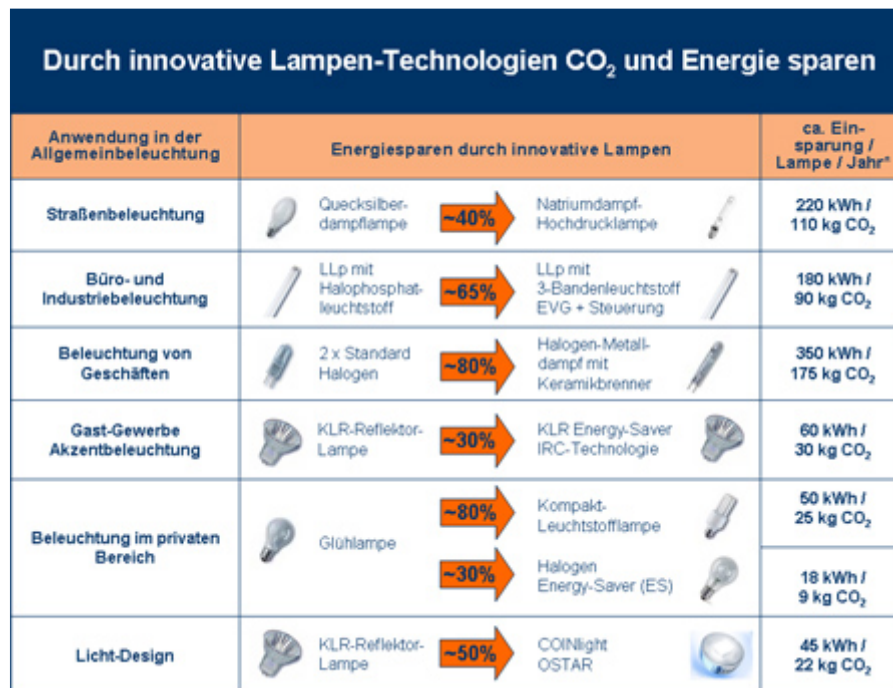 Durch innovative Lampen-Technologien CO₂ und Energie sparen
Anwendung in der
Allgemeinbeleuchtung
Energiesparen durch innovative Lampen
ca. Ein-
sparung /
Lampe / Jahr*
Straßenbeleuchtung
Quecksilber-
dampflampe
~40%
Natriumdampf-
Hochdrucklampe
220 kWh /
110 kg CO₂
Büro- und
Industriebeleuchtung
LLp mit
Halophosphat-
leuchtstoff
~65%
LLp mit
3-Bandenleuchtstoff
EVG + Steuerung
180 kWh /
90 kg CO₂
Beleuchtung von
Geschäften
2 x Standard
Halogen
~80%
Halogen-Metall-
dampf mit
Keramikbrenner
350 kWh /
175 kg CO₂
Gast-Gewerbe
Akzentbeleuchtung
KLR-Reflektor-
Lampe
~30%
KLR Energy-Saver
IRC-Technologie
60 kWh /
30 kg CO₂
Beleuchtung im privaten
Bereich
Glühlampe
~80%
Kompakt-
Leuchtstofflampe
50 kWh /
25 kg CO₂
~30%
Halogen
Energy-Saver (ES)
18 kWh /
9 kg CO₂
Licht-Design
KLR-Reflektor-
Lampe
~50%
COINlight
OSTAR
45 kWh /
22 kg CO₂